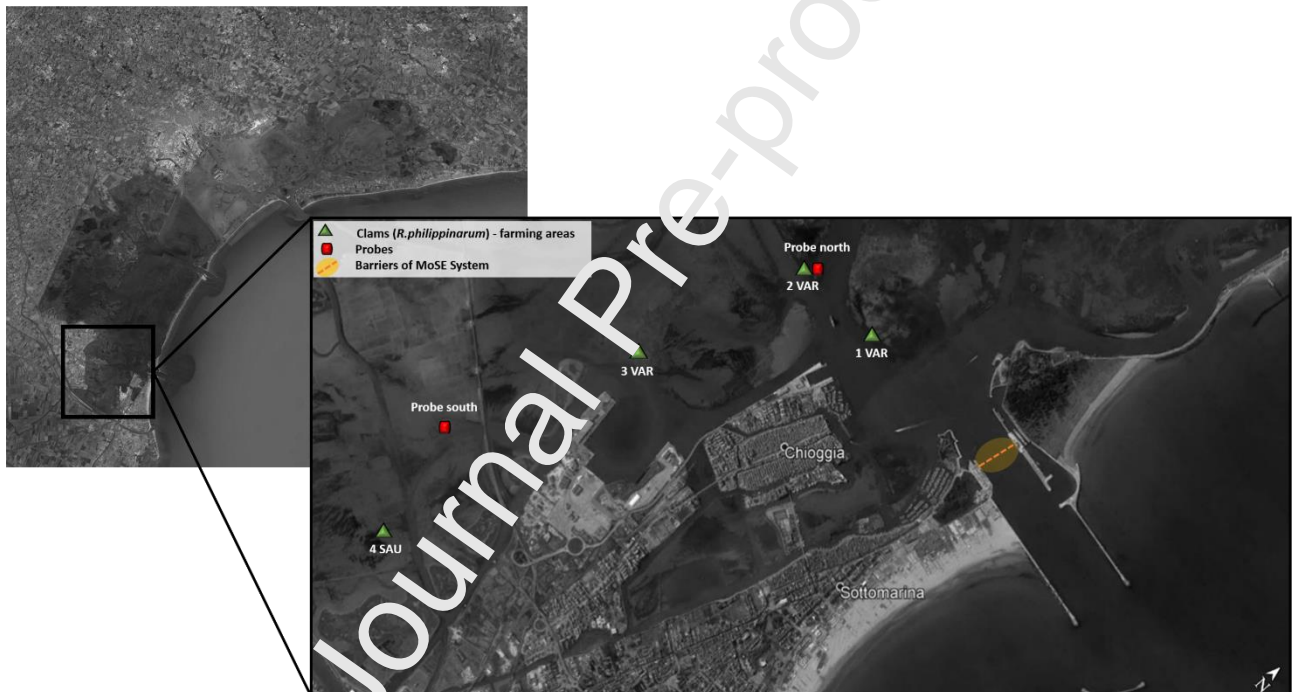 Clams (R.philippinarum) - farming areas
Probes
Barriers of MoSE System
Probe north
2 VAR
1 VAR
3 VAR
Probe south
Chioggia
4 SAU
Sottomarina
N
Journal Pre-proo